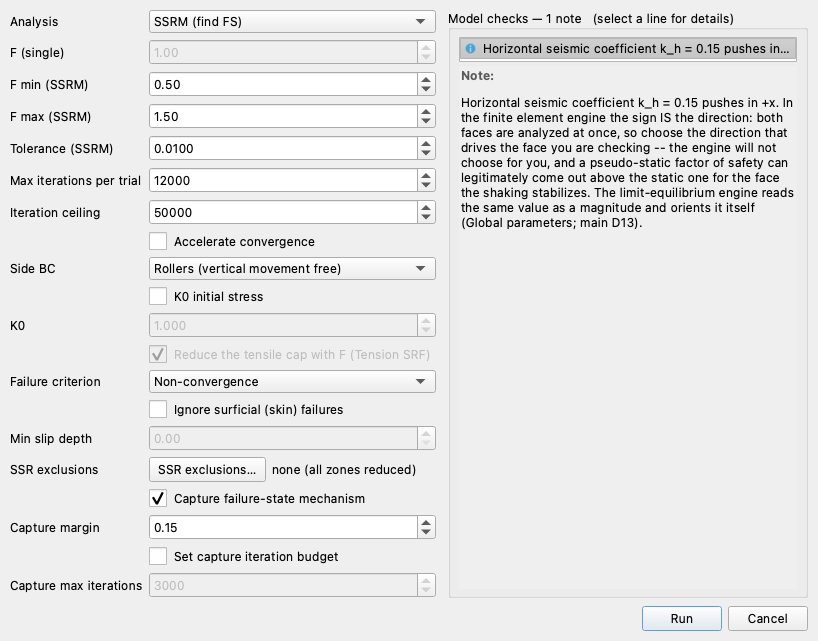 Analysis
SSRM (find FS)
F (single)
1.00
F min (SSRM)
0.50
F max (SSRM)
1.50
Tolerance (SSRM)
0.0100
Max iterations per trial
12000
Iteration ceiling
50000
Accelerate convergence
Side BC
Rollers (vertical movement free)
K0 initial stress
K0
1.000
Reduce the tensile cap with F (Tension SRF)
Failure criterion
Non-convergence
Ignore surficial (skin) failures
Min slip depth
0.00
SSR exclusions
SSR exclusions...
none (all zones reduced)
Capture failure-state mechanism
Capture margin
0.15
Set capture iteration budget
Capture max iterations
3000
Model checks — 1 note (select a line for details)
Horizontal seismic coefficient k_h = 0.15 pushes in...
Note:
Horizontal seismic coefficient k_h = 0.15 pushes in +x. In
the finite element engine the sign IS the direction: both
faces are analyzed at once, so choose the direction that
drives the face you are checking -- the engine will not
choose for you, and a pseudo-static factor of safety can
legitimately come out above the static one for the face
the shaking stabilizes. The limit-equilibrium engine reads
the same value as a magnitude and orients it itself
(Global parameters; main D13).
Run
Cancel